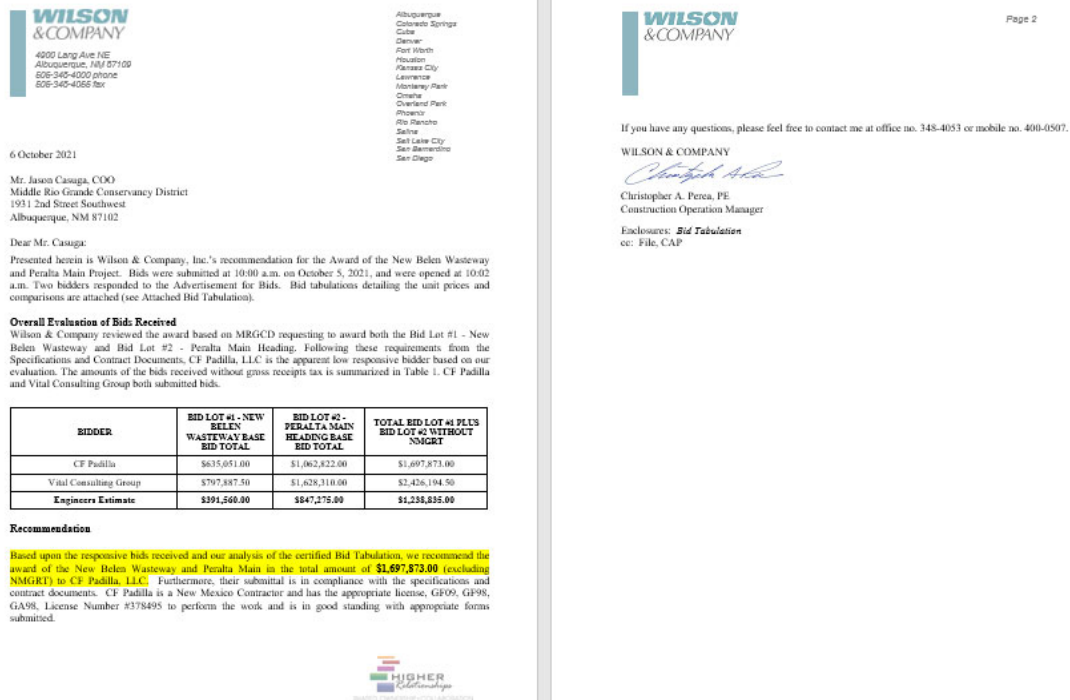 WILSON
&COMPANY
4900 Lang Ave NE
Albuquerque, NM 87109
505-348-4000 phone
505-348-4055 fax
Albuquerque
Colorado Springs
Cuba
Denver
Fort Worth
Houston
Kansas City
Lawrence
Monterey Park
Omaha
Overland Park
Phoenix
Rio Rancho
Salina
Salt Lake City
San Bernardino
San Diego
6 October 2021
Mr. Jason Casuga, COO
Middle Rio Grande Conservancy District
1931 2nd Street Southwest
Albuquerque, NM 87102
Dear Mr. Casuga:
Presented herein is Wilson & Company, Inc.'s recommendation for the Award of the New Belen Wasteway
and Peralta Main Project. Bids were submitted at 10:00 a.m. on October 5, 2021, and were opened at 10:02
a.m. Two bidders responded to the Advertisement for Bids. Bid tabulations detailing the unit prices and
comparisons are attached (see Attached Bid Tabulation).
Overall Evaluation of Bids Received
Wilson & Company reviewed the award based on MRGCD requesting to award both the Bid Lot #1 - New
Belen Wasteway and Bid Lot #2 - Peralta Main Heading. Following these requirements from the
Specifications and Contract Documents, CF Padilla, LLC is the apparent low responsive bidder based on our
evaluation. The amounts of the bids received without gross receipts tax is summarized in Table 1. CF Padilla
and Vital Consulting Group both submitted bids.
BIDDER
BID LOT #1 - NEW
BELEN
WASTEWAY BASE
BID TOTAL
BID LOT #2 -
PERALTA MAIN
HEADING BASE
BID TOTAL
TOTAL BID LOT #1 PLUS
BID LOT #2 WITHOUT
NMGRT
CF Padilla $635,051.00 $1,062,822.00 $1,697,873.00
Vital Consulting Group $797,887.50 $1,628,310.00 $2,426,194.50
Engineers Estimate $391,560.00 $847,275.00 $1,238,835.00
Recommendation
Based upon the responsive bids received and our analysis of the certified Bid Tabulation, we recommend the
award of the New Belen Wasteway and Peralta Main in the total amount of $1,697,873.00 (excluding
NMGRT) to CF Padilla, LLC. Furthermore, their submittal is in compliance with the specifications and
contract documents. CF Padilla is a New Mexico Contractor and has the appropriate license, GF09, GF98,
GA98, License Number #378495 to perform the work and is in good standing with appropriate forms
submitted.
HIGHER
Relationships
WILSON
&COMPANY
Page 2
If you have any questions, please feel free to contact me at office no. 348-4053 or mobile no. 400-0507.
WILSON & COMPANY
Christopher A. Perea, PE
Construction Operation Manager
Enclosures: Bid Tabulation
cc: File, CAP